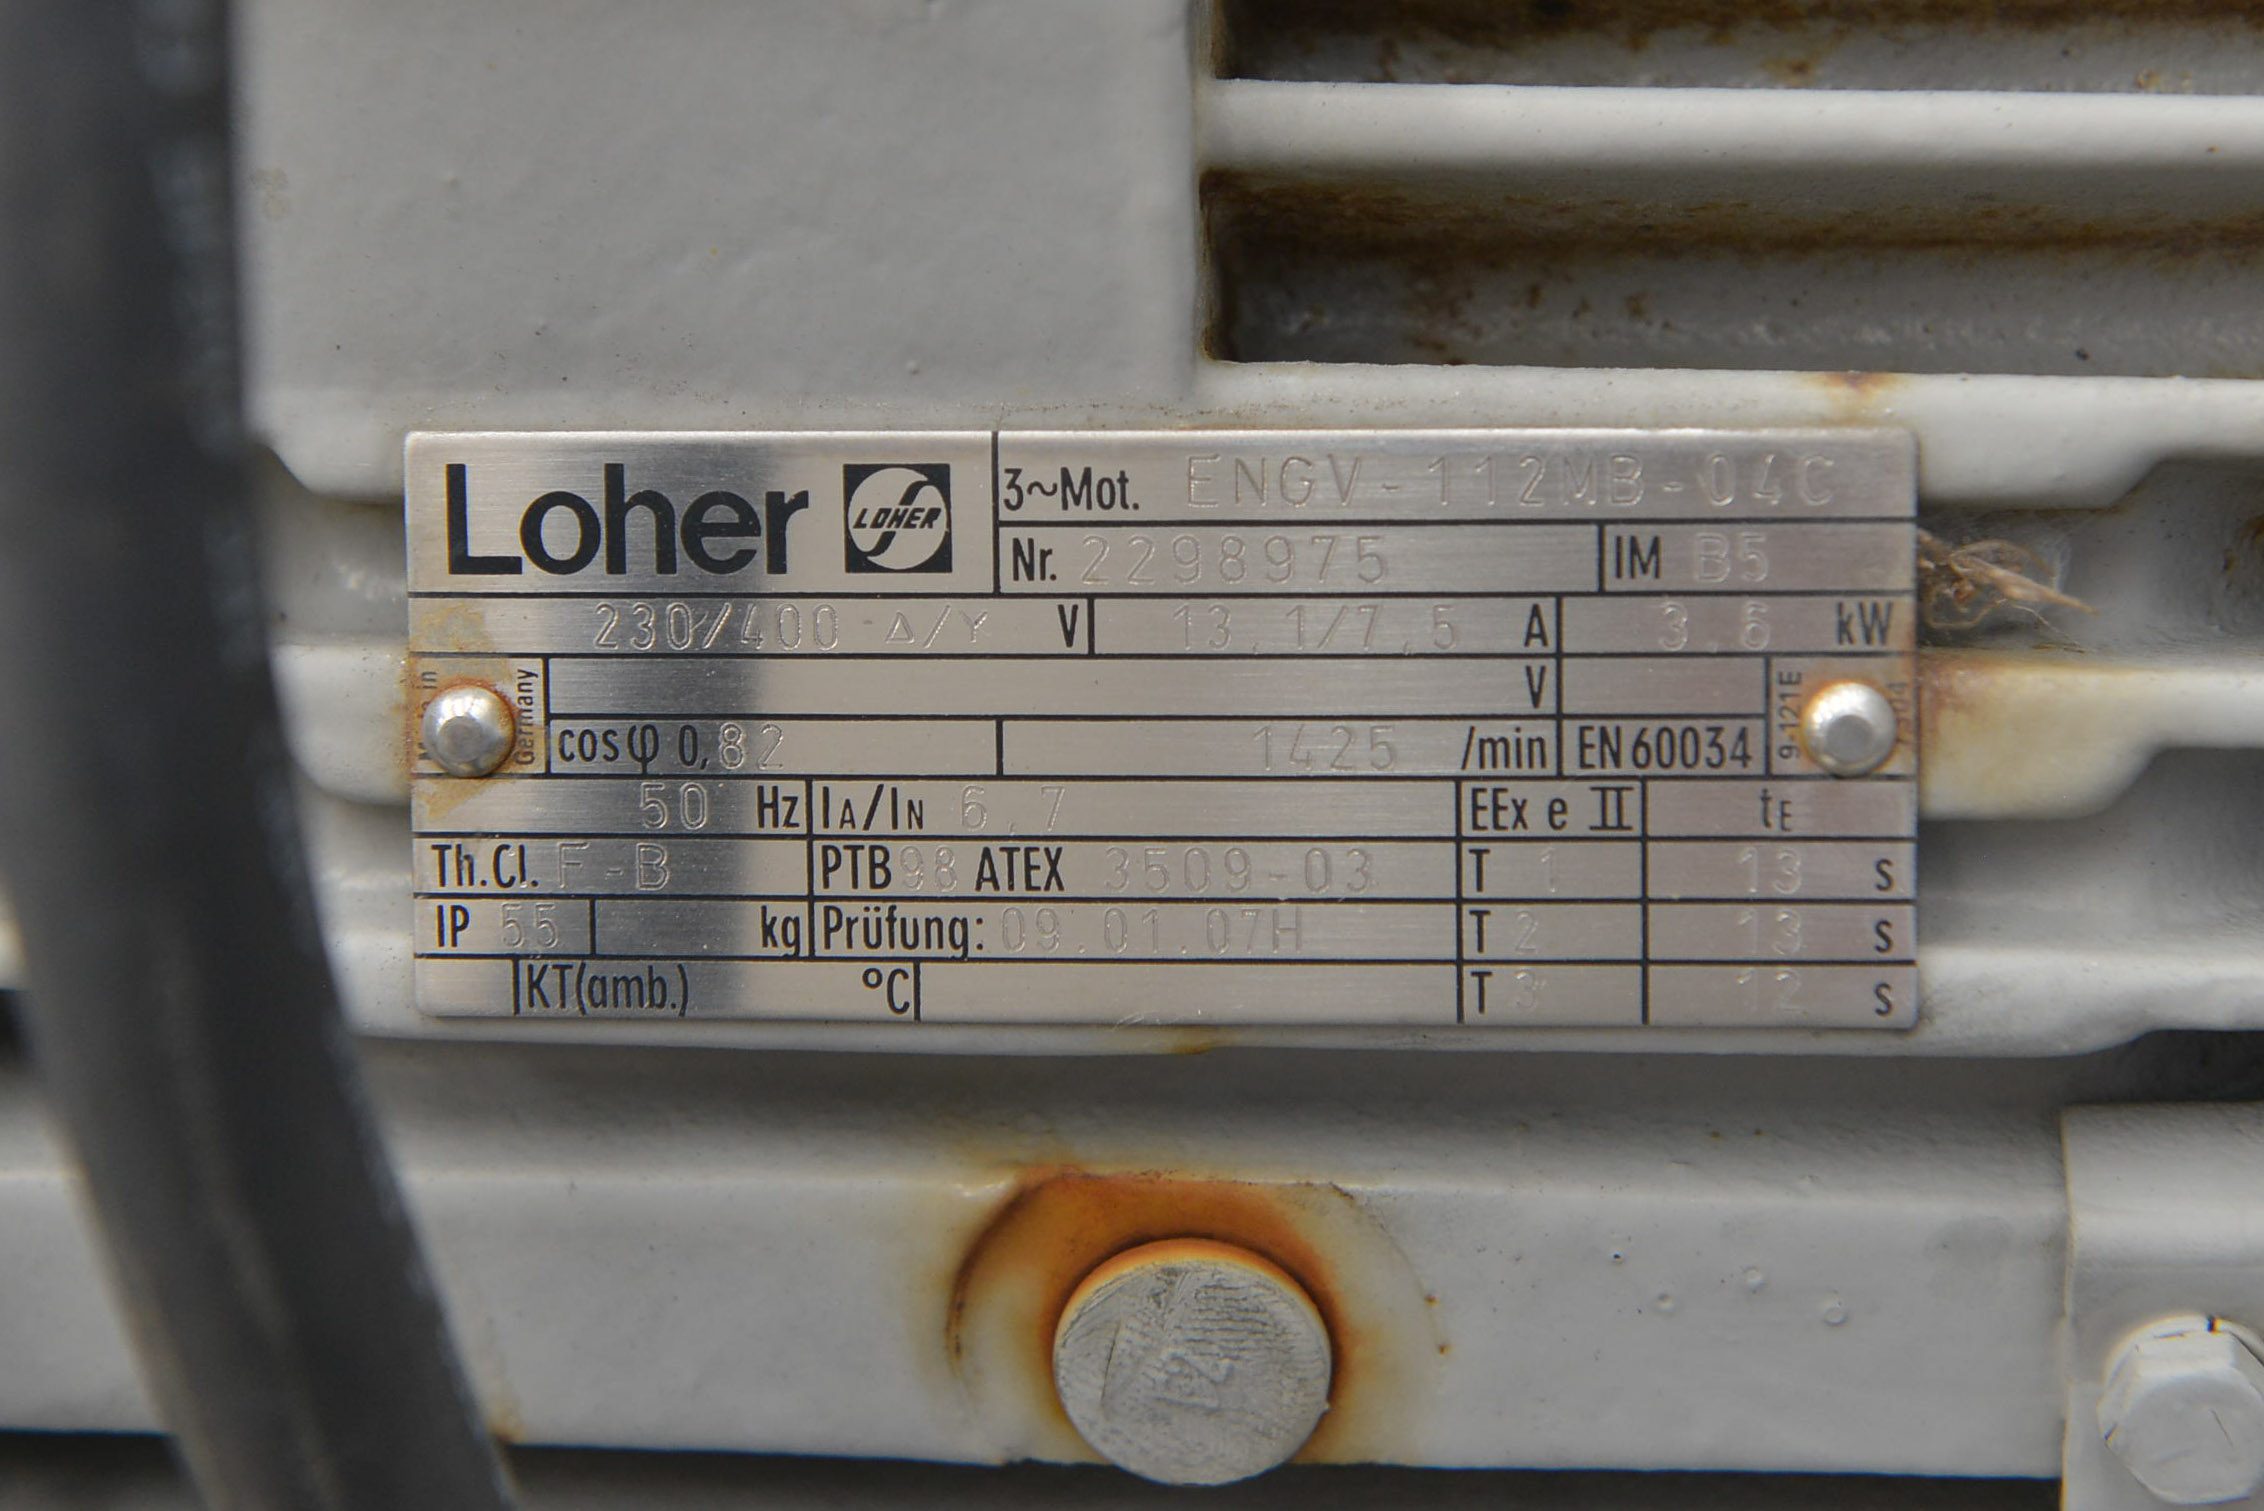 Loher LOHER 3~Mot. ENGV-112MB-04C
Nr. 2298975 IM B5
230/400 Δ/Y V 13,1/7,5 A 3,6 kW
in Germany V 9-121E
cosφ 0,82 1425 /min EN 60034
50 Hz IA/IN 6,7 EEx e II tE
Th.Cl. F-B PTB 98 ATEX 3509-03 T 1 13 s
IP 55 kg Prüfung: 09.01.07H T 2 13 s
KT(amb.) °C T 3 12 s